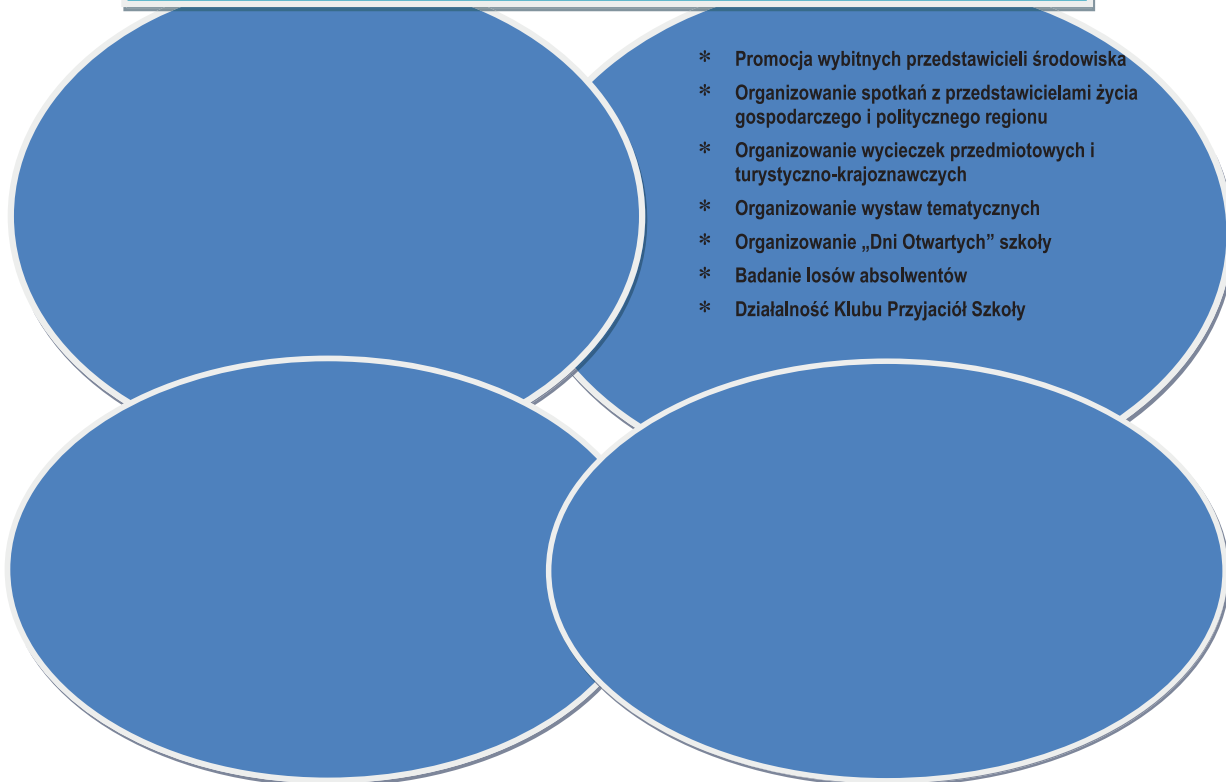 * Promocja wybitnych przedstawicieli środowiska
* Organizowanie spotkań z przedstawicielami życia
gospodarczego i politycznego regionu
* Organizowanie wycieczek przedmiotowych i
turystyczno-krajoznawczych
* Organizowanie wystaw tematycznych
* Organizowanie „Dni Otwartych” szkoły
* Badanie losów absolwentów
* Działalność Klubu Przyjaciół Szkoły